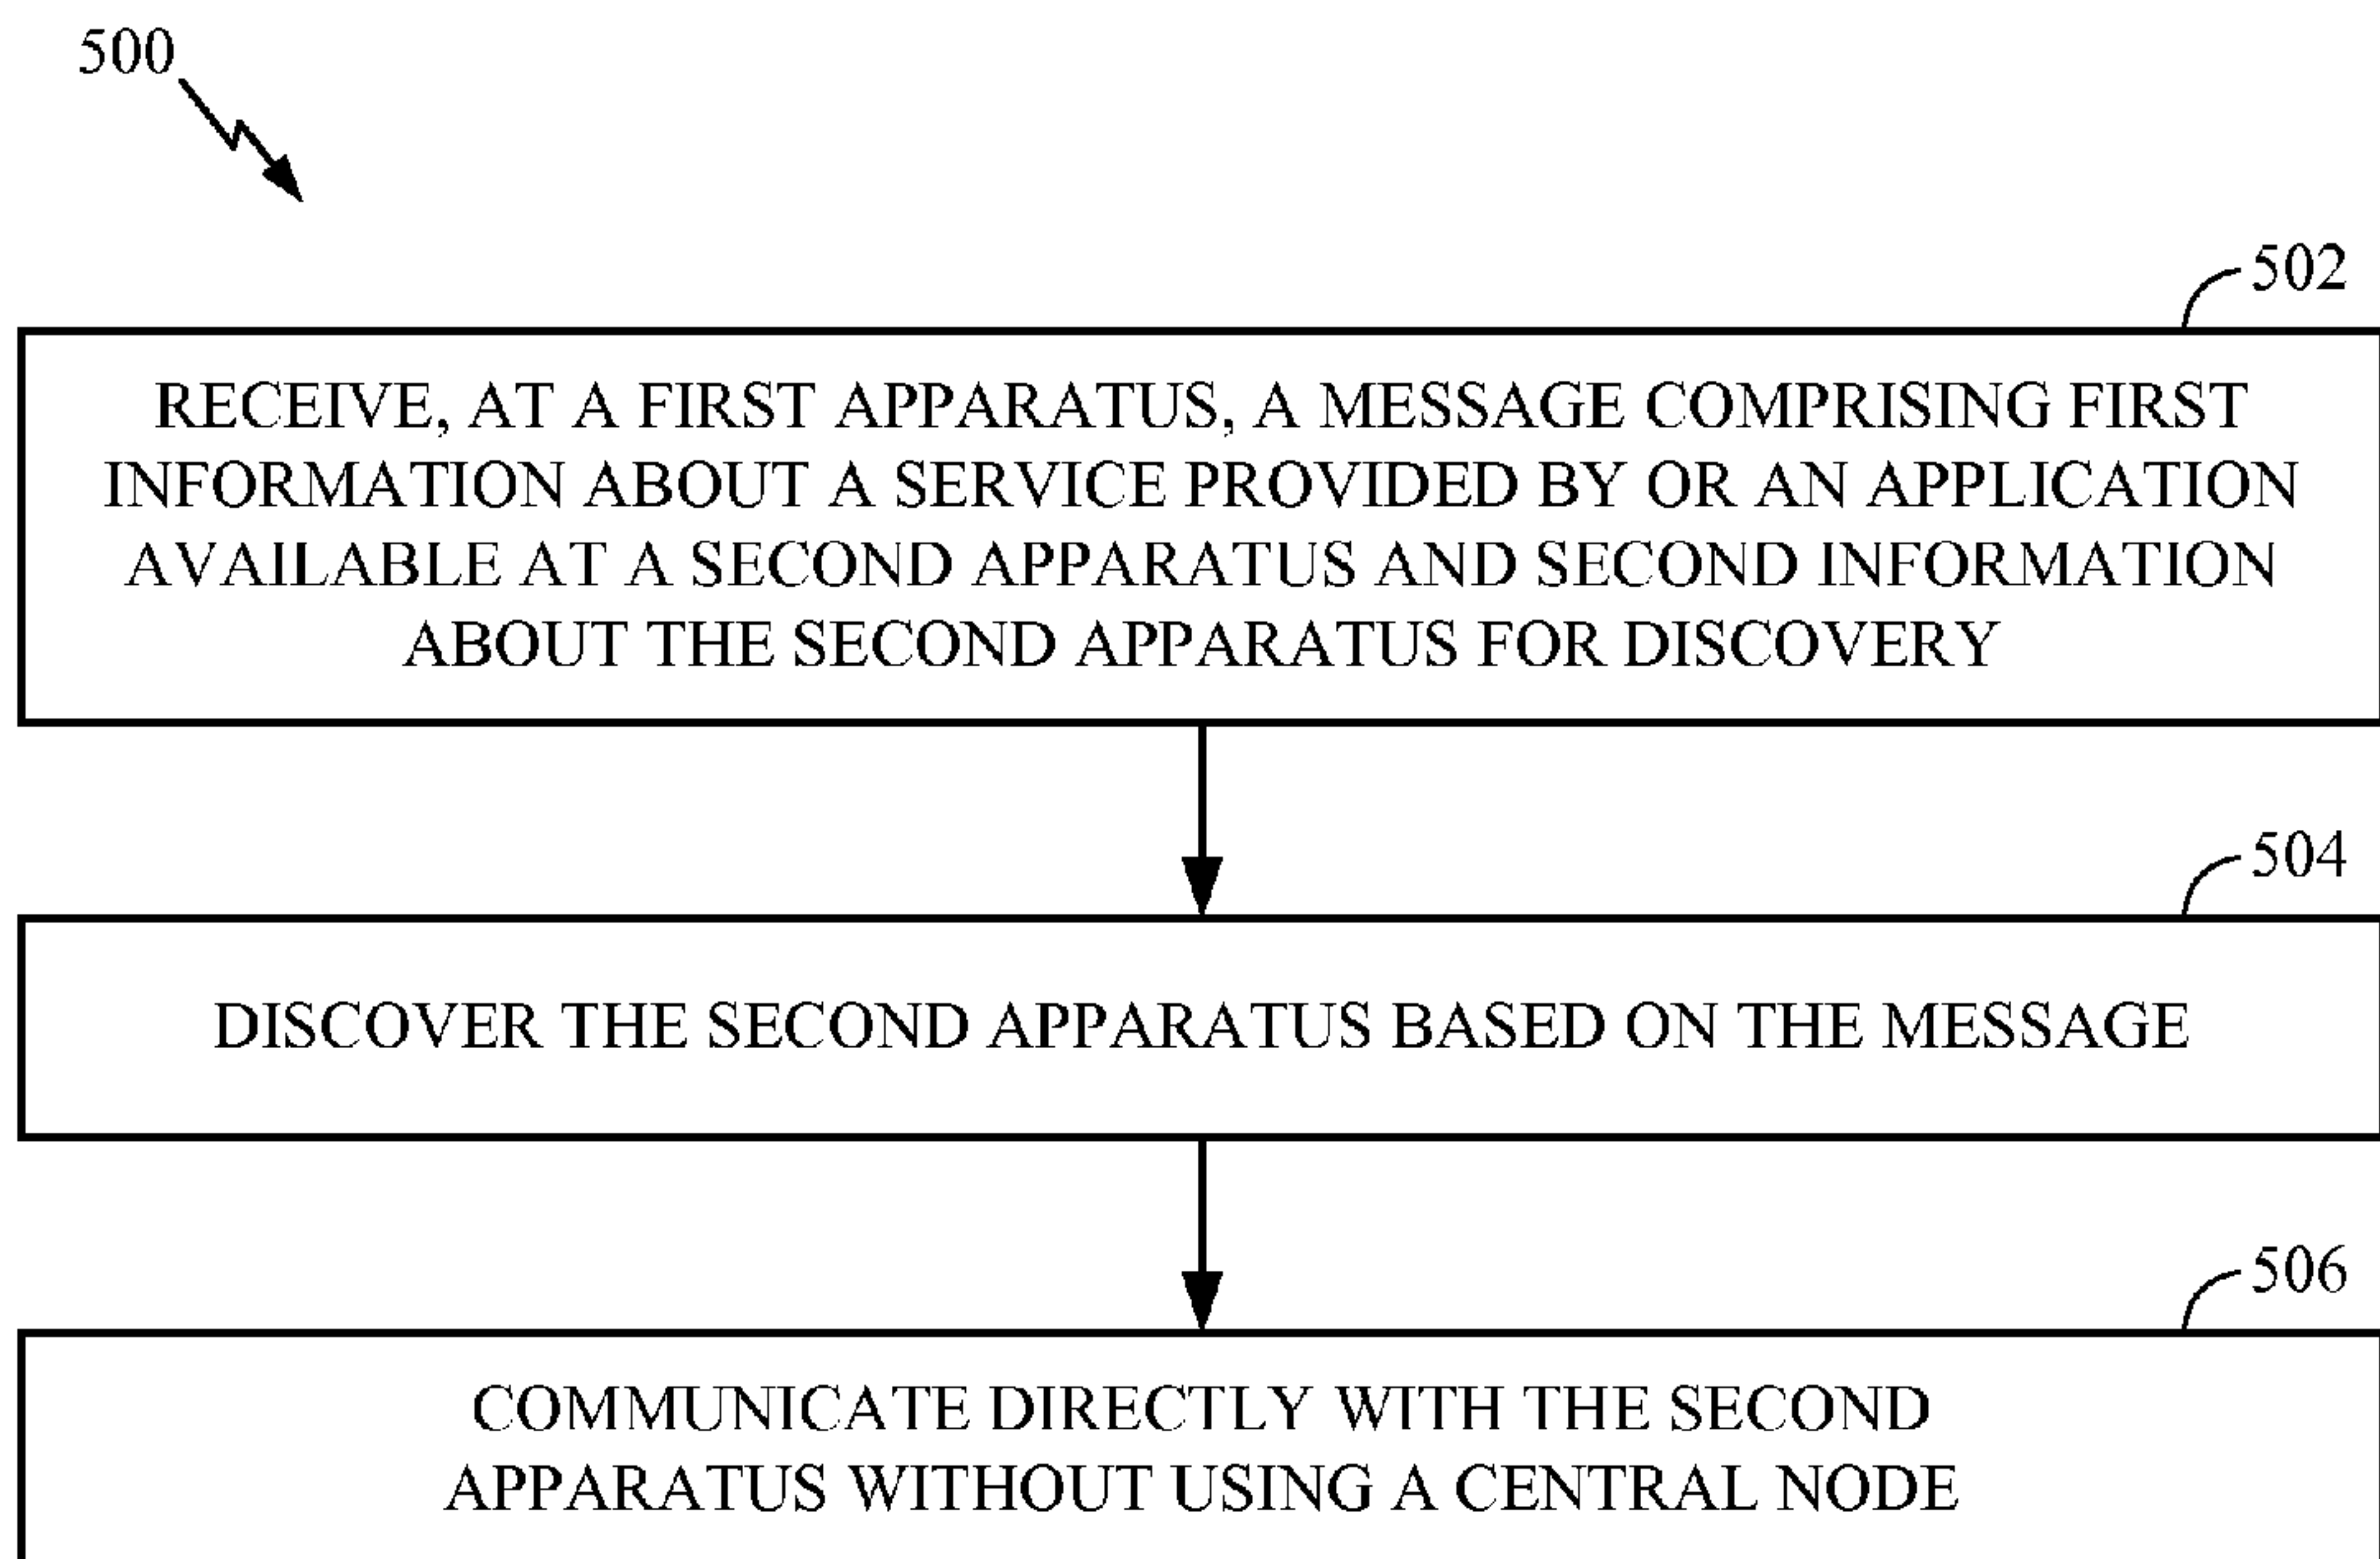 500
502
RECEIVE, AT A FIRST APPARATUS, A MESSAGE COMPRISING FIRST
INFORMATION ABOUT A SERVICE PROVIDED BY OR AN APPLICATION
AVAILABLE AT A SECOND APPARATUS AND SECOND INFORMATION
ABOUT THE SECOND APPARATUS FOR DISCOVERY
504
DISCOVER THE SECOND APPARATUS BASED ON THE MESSAGE
506
COMMUNICATE DIRECTLY WITH THE SECOND
APPARATUS WITHOUT USING A CENTRAL NODE